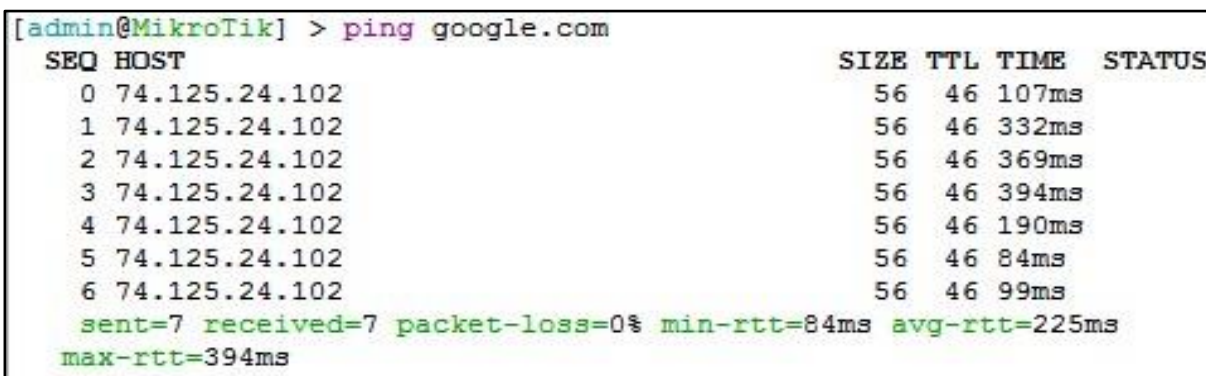 [admin@MikroTik] > ping google.com
SEQ HOST SIZE TTL TIME STATUS
0 74.125.24.102 56 46 107ms
1 74.125.24.102 56 46 332ms
2 74.125.24.102 56 46 369ms
3 74.125.24.102 56 46 394ms
4 74.125.24.102 56 46 190ms
5 74.125.24.102 56 46 84ms
6 74.125.24.102 56 46 99ms
sent=7 received=7 packet-loss=0% min-rtt=84ms avg-rtt=225ms
max-rtt=394ms